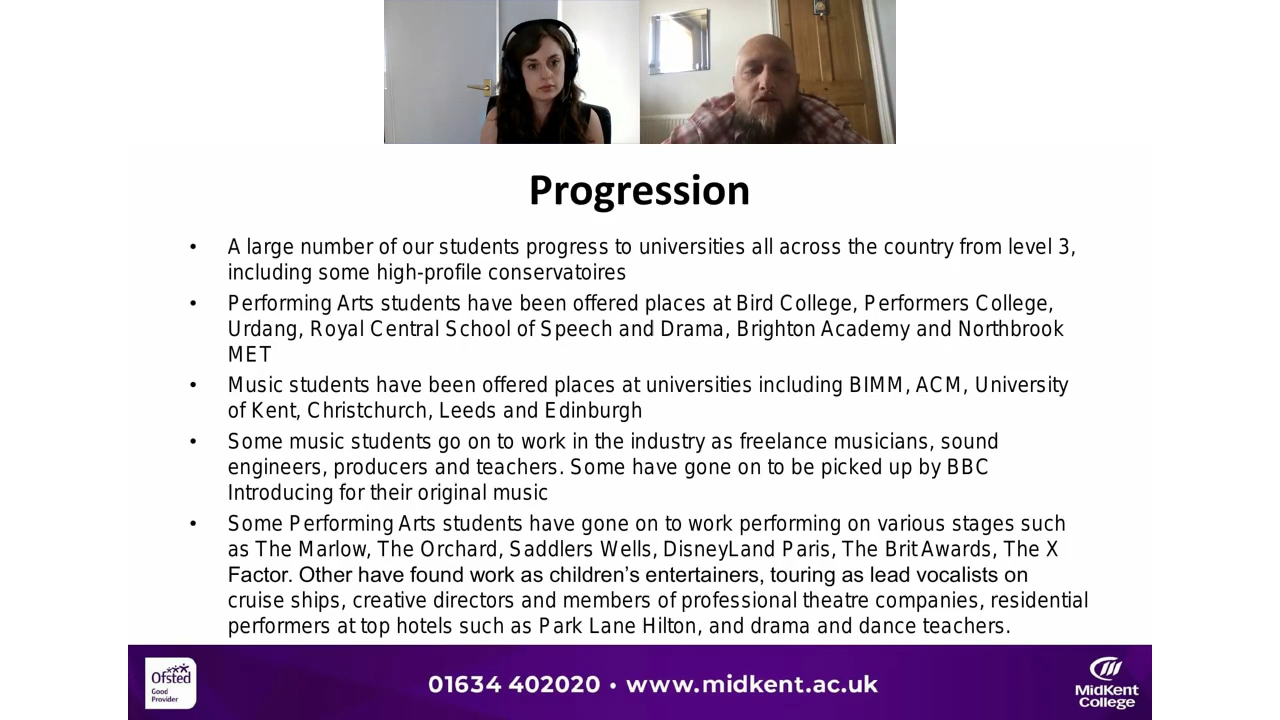 Progression
• A large number of our students progress to universities all across the country from level 3,
including some high-profile conservatoires
• Performing Arts students have been offered places at Bird College, Performers College,
Urdang, Royal Central School of Speech and Drama, Brighton Academy and Northbrook
MET
• Music students have been offered places at universities including BIMM, ACM, University
of Kent, Christchurch, Leeds and Edinburgh
• Some music students go on to work in the industry as freelance musicians, sound
engineers, producers and teachers. Some have gone on to be picked up by BBC
Introducing for their original music
• Some Performing Arts students have gone on to work performing on various stages such
as The Marlow, The Orchard, Saddlers Wells, DisneyLand Paris, The Brit Awards, The X
Factor. Other have found work as children’s entertainers, touring as lead vocalists on
cruise ships, creative directors and members of professional theatre companies, residential
performers at top hotels such as Park Lane Hilton, and drama and dance teachers.
Ofsted
Good
Provider
01634 402020 • www.midkent.ac.uk
MidKent
College